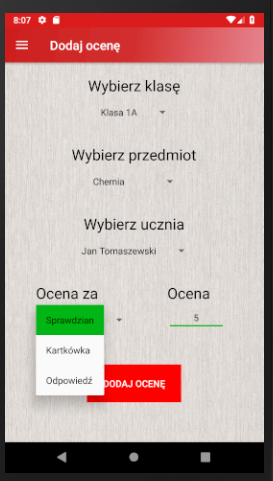 8:07
Dodaj ocenę
Wybierz klasę
Klasa 1A
Wybierz przedmiot
Chemia
Wybierz ucznia
Jan Tomaszewski
Ocena za
Ocena
Sprawdzian
5
Kartkówka
Odpowiedź
DODAJ OCENĘ